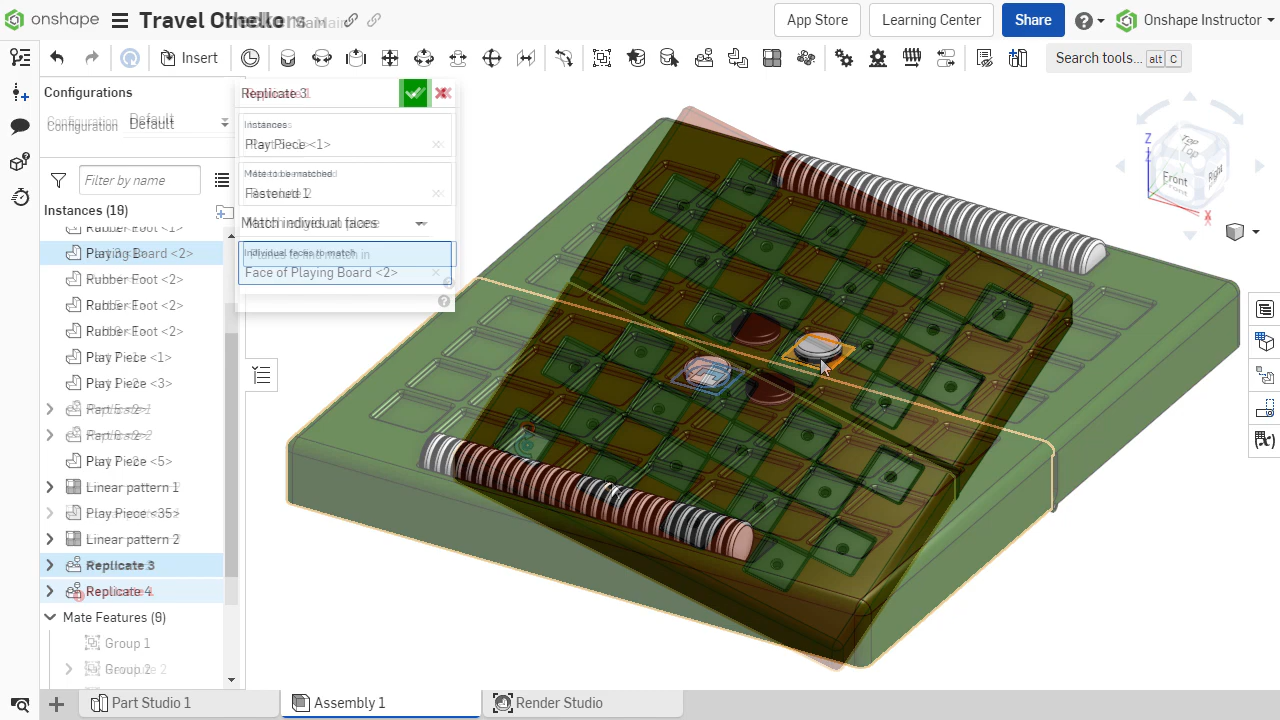 onshape
Travel Othello
Main
App Store
Learning Center
Share
Onshape Instructor
Insert
Search tools...
alt
C
Configurations
Configuration
Default
Filter by name
Instances (19)
Rubber Foot <1>
Board <2>
Rubber Foot <2>
Rubber Foot <2>
Rubber Foot <2>
Play Piece <1>
Play Piece <3>
Play Piece <5>
Linear pattern 1
Play Piece <35>
Linear pattern 2
Replicate 3
Replicate 4
Mate Features (9)
Group 1
Group 2
Replicate 3
Instances
Play Piece <1>
Mate to be matched
Fastened 1
Match individual faces
Individual faces to match
Face of Playing Board <2>
Z
Top
Front
Right
X
Part Studio 1
Assembly 1
Render Studio